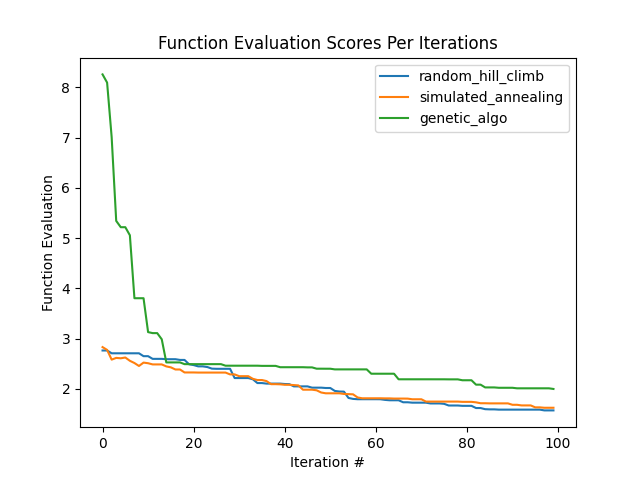 Function Evaluation Scores Per Iterations
random_hill_climb
simulated_annealing
genetic_algo
Function Evaluation
8
7
6
5
4
3
2
0
20
40
60
80
100
Iteration #